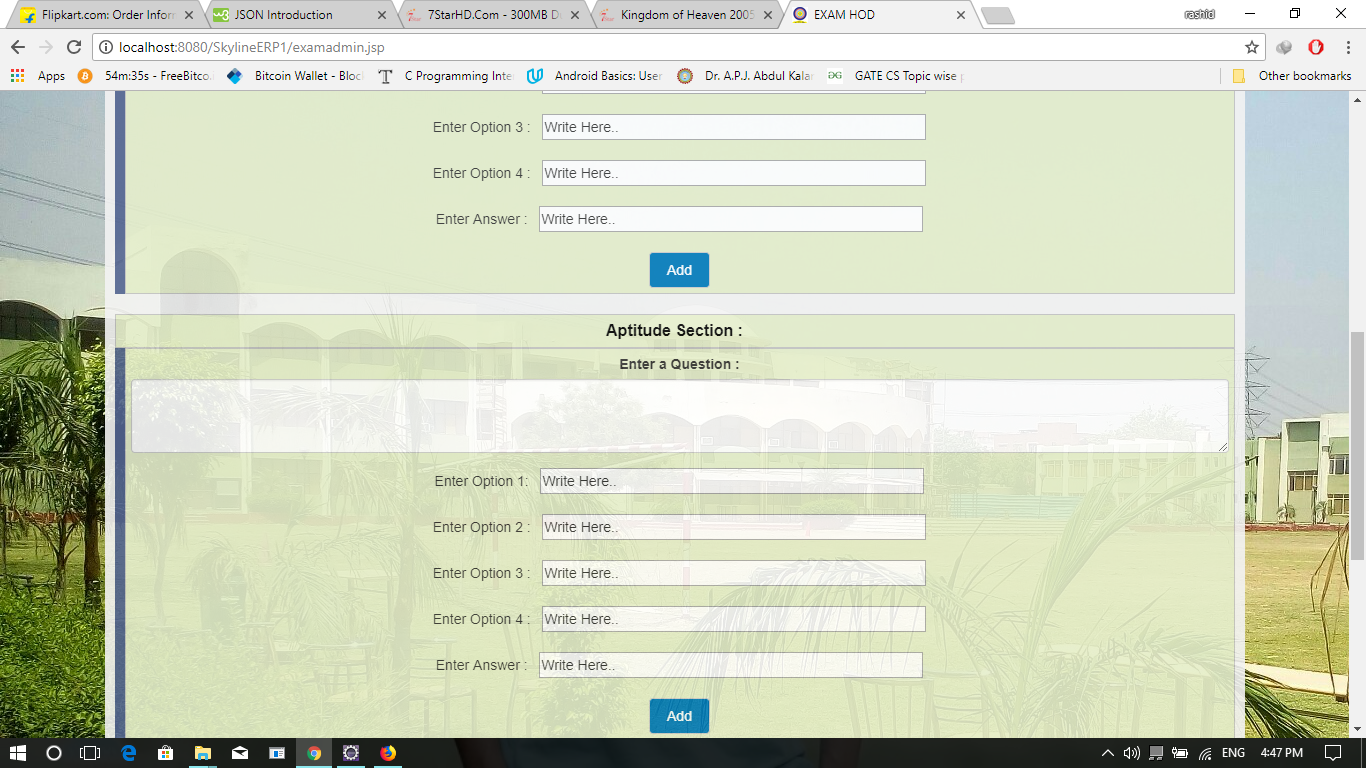 Flipkart.com: Order Inforr
JSON Introduction
7StarHD.Com - 300MB D
Kingdom of Heaven 2005
EXAM HOD
rashid
localhost:8080/SkylineERP1/examadmin.jsp
Apps
54m:35s - FreeBitco
Bitcoin Wallet - Bloc
C Programming Inte
Android Basics: User
Dr. A.P.J. Abdul Kala
GATE CS Topic wise
Other bookmarks
Enter Option 3 : Write Here..
Enter Option 4 : Write Here..
Enter Answer : Write Here..
Add
Aptitude Section :
Enter a Question :
Enter Option 1: Write Here..
Enter Option 2 : Write Here..
Enter Option 3 : Write Here..
Enter Option 4 : Write Here..
Enter Answer : Write Here..
Add
ENG 4:47 PM